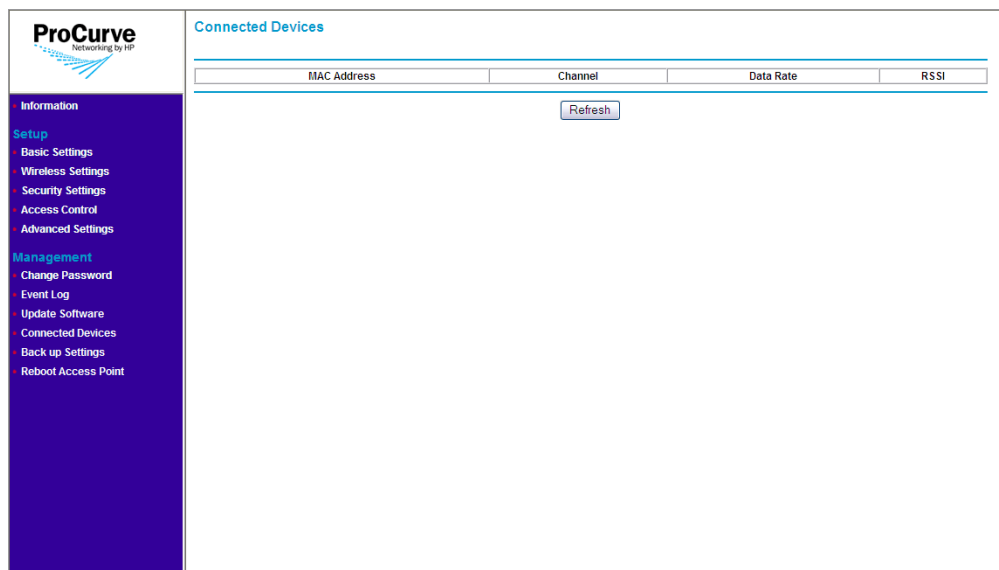 ProCurve
Networking by HP
Information
Setup
Basic Settings
Wireless Settings
Security Settings
Access Control
Advanced Settings
Management
Change Password
Event Log
Update Software
Connected Devices
Back up Settings
Reboot Access Point
Connected Devices
MAC Address Channel Data Rate RSSI
Refresh